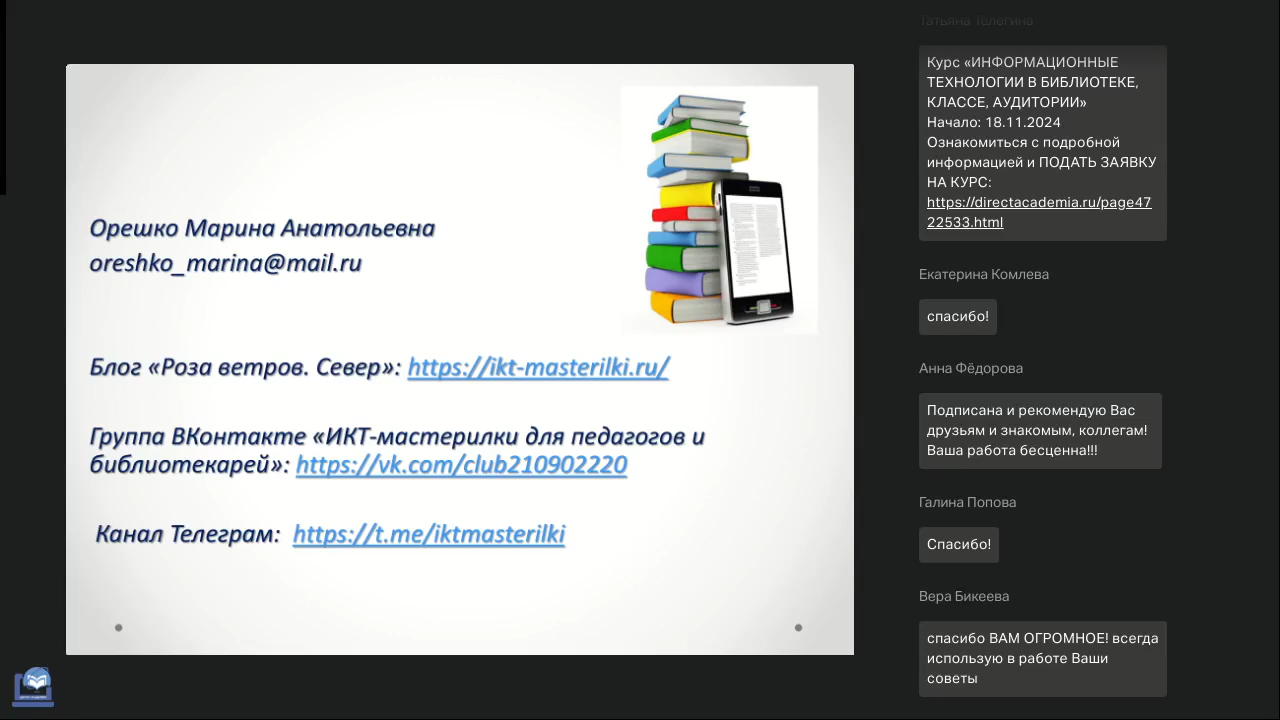 Орешко Марина Анатольевна
oreshko_marina@mail.ru
Блог «Роза ветров. Север»: https://ikt-masterilki.ru/
Группа ВКонтакте «ИКТ-мастерилки для педагогов и
библиотекарей»: https://vk.com/club210902220
Канал Телеграм: https://t.me/iktmasterilki
Татьяна Толегина
Курс «ИНФОРМАЦИОННЫЕ
ТЕХНОЛОГИИ В БИБЛИОТЕКЕ,
КЛАССЕ, АУДИТОРИИ»
Начало: 18.11.2024
Ознакомиться с подробной
информацией и ПОДАТЬ ЗАЯВКУ
НА КУРС:
https://directacademia.ru/page47
22533.html
Екатерина Комлева
спасибо!
Анна Фёдорова
Подписана и рекомендую Вас
друзьям и знакомым, коллегам!
Ваша работа бесценна!!!
Галина Попова
Спасибо!
Вера Бикеева
спасибо ВАМ ОГРОМНОЕ! всегда
использую в работе Ваши
советы